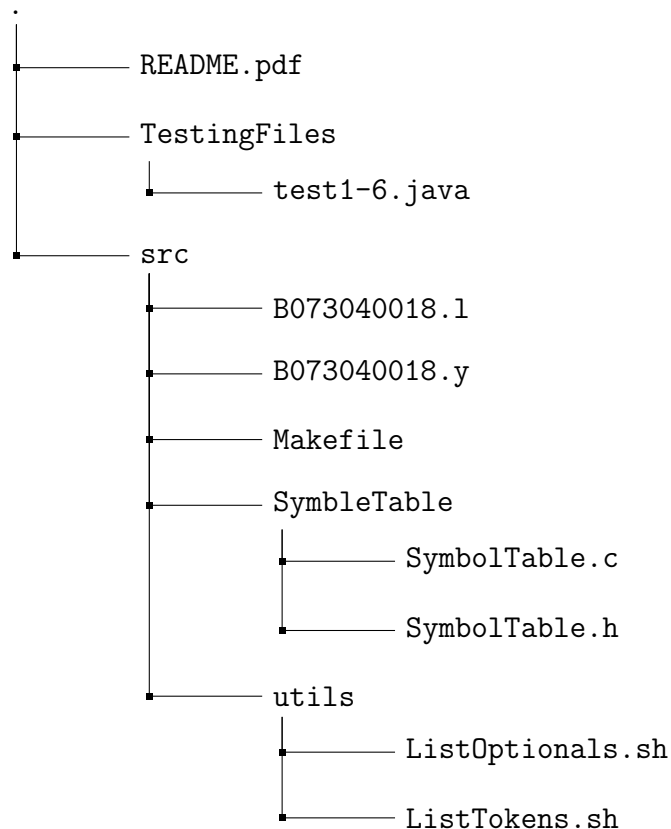 .
README.pdf
TestingFiles
test1-6.java
src
B073040018.l
B073040018.y
Makefile
SymbleTable
SymbolTable.c
SymbolTable.h
utils
ListOptionals.sh
ListTokens.sh